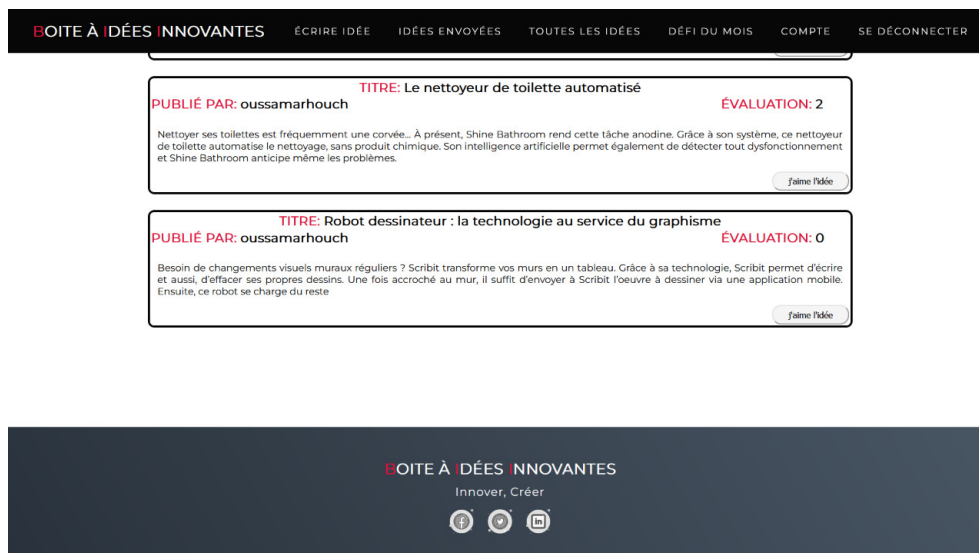 BOITE À IDÉES INNOVANTES ÉCRIRE IDÉE IDÉES ENVOYÉES TOUTES LES IDÉES DÉFI DU MOIS COMPTE SE DÉCONNECTER
TITRE: Le nettoyeur de toilette automatisé
PUBLIÉ PAR: oussamarhouch ÉVALUATION: 2
Nettoyer ses toilettes est fréquemment une corvée… À présent, Shine Bathroom rend cette tâche anodine. Grâce à son système, ce nettoyeur
de toilette automatise le nettoyage, sans produit chimique. Son intelligence artificielle permet également de détecter tout dysfonctionnement
et Shine Bathroom anticipe même les problèmes.
j'aime l'idée
TITRE: Robot dessinateur : la technologie au service du graphisme
PUBLIÉ PAR: oussamarhouch ÉVALUATION: 0
Besoin de changements visuels muraux réguliers ? Scribit transforme vos murs en un tableau. Grâce à sa technologie, Scribit permet d'écrire
et aussi, d'effacer ses propres dessins. Une fois accroché au mur, il suffit d'envoyer à Scribit l'oeuvre à dessiner via une application mobile.
Ensuite, ce robot se charge du reste
j'aime l'idée
BOITE À IDÉES INNOVANTES
Innover, Créer